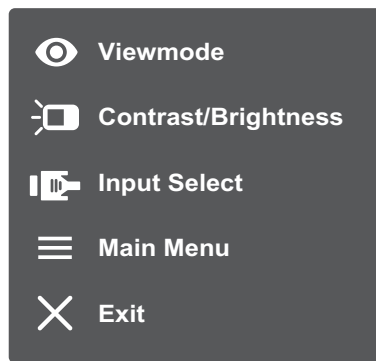 Viewmode
Contrast/Brightness
Input Select
Main Menu
Exit